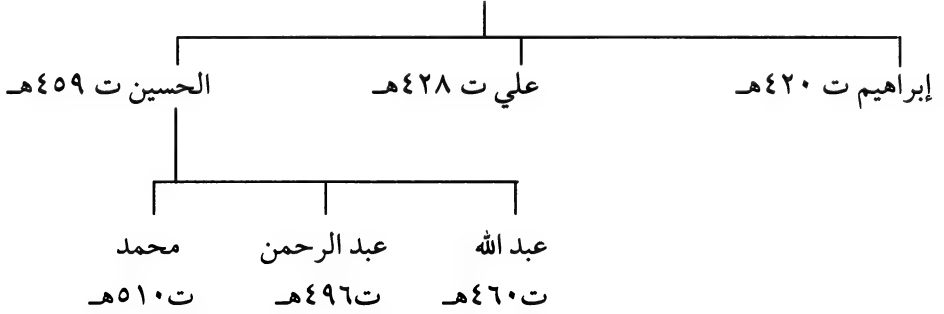 إبراهيم ت ٤٢٠هـ علي ت ٤٢٨هـ الحسين ت ٤٥٩هـ
عبد الله عبد الرحمن محمد
ت٤٦٠هـ ت٤٩٦هـ ت٥١٠هـ